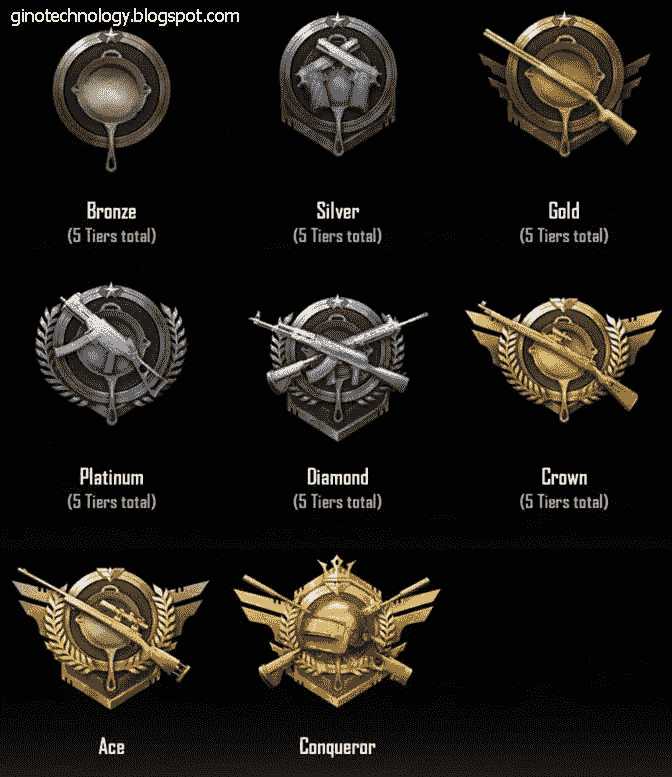 ginotechnology.blogspot.com
Bronze
(5 Tiers total)
Silver
(5 Tiers total)
Gold
(5 Tiers total)
Platinum
(5 Tiers total)
Diamond
(5 Tiers total)
Crown
(5 Tiers total)
Ace
Conqueror